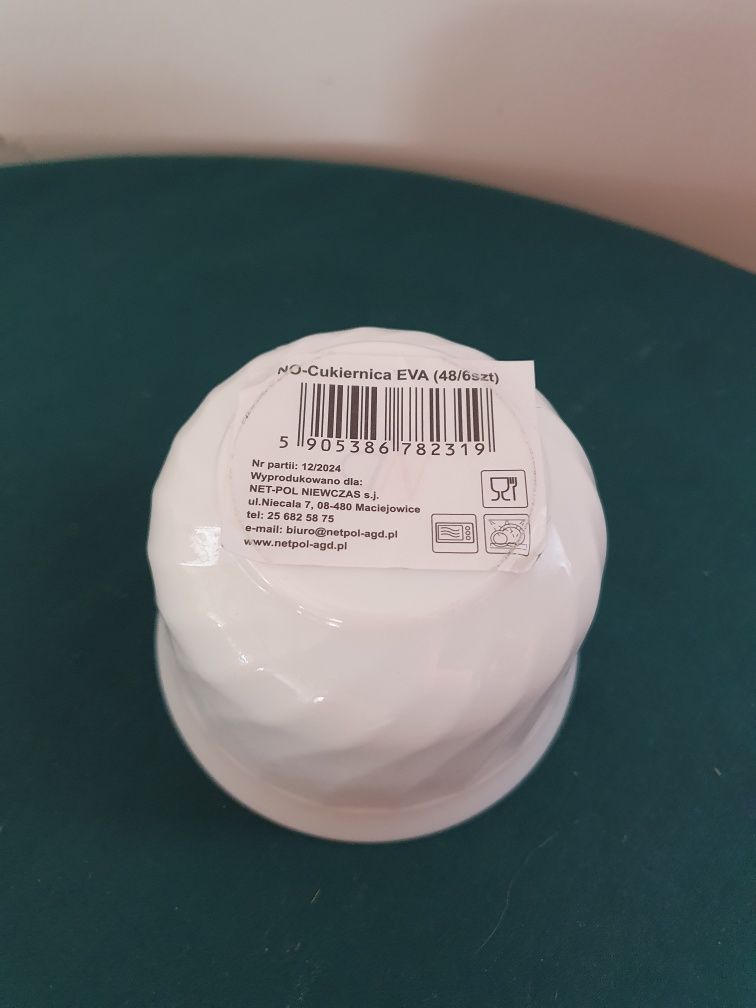 NO-Cukiernica EVA (48/6szt)
5 905386 782319
Nr partii: 12/2024
Wyprodukowano dla:
NET-POL NIEWCZAS s.j.
ul.Niecala 7, 08-480 Maciejowice
tel: 25 682 58 75
e-mail: biuro@netpol-agd.pl
www.netpol-agd.pl